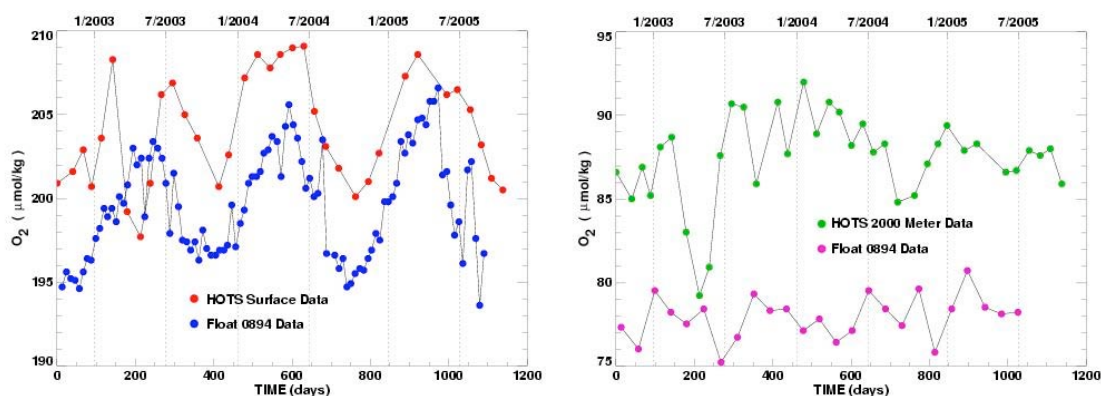 1/2003 7/2003 1/2004 7/2004 1/2005 7/2005
210
205
200
195
190
O₂ ( μmol/kg)
HOTS Surface Data
Float 0894 Data
0 200 400 600 800 1000 1200
TIME (days)
1/2003 7/2003 1/2004 7/2004 1/2005 7/2005
95
90
85
80
75
O₂ ( μmol/kg)
HOTS 2000 Meter Data
Float 0894 Data
0 200 400 600 800 1000 1200
TIME (days)